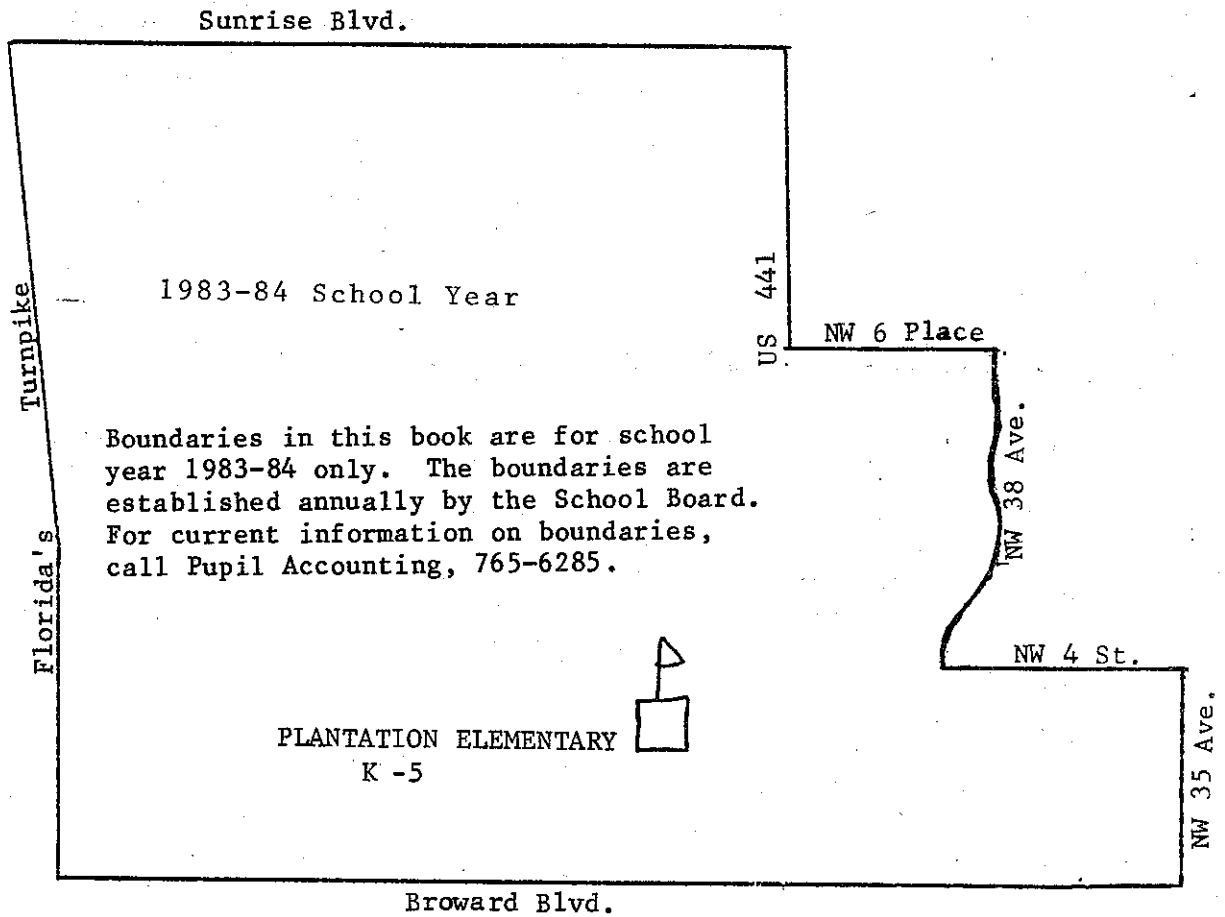 Sunrise Blvd.
1983-84 School Year
US 441
NW 6 Place
Florida's Turnpike
Boundaries in this book are for school
year 1983-84 only. The boundaries are
established annually by the School Board.
For current information on boundaries,
call Pupil Accounting, 765-6285.
NW 38 Ave.
NW 4 St.
PLANTATION ELEMENTARY
K -5
NW 35 Ave.
Broward Blvd.